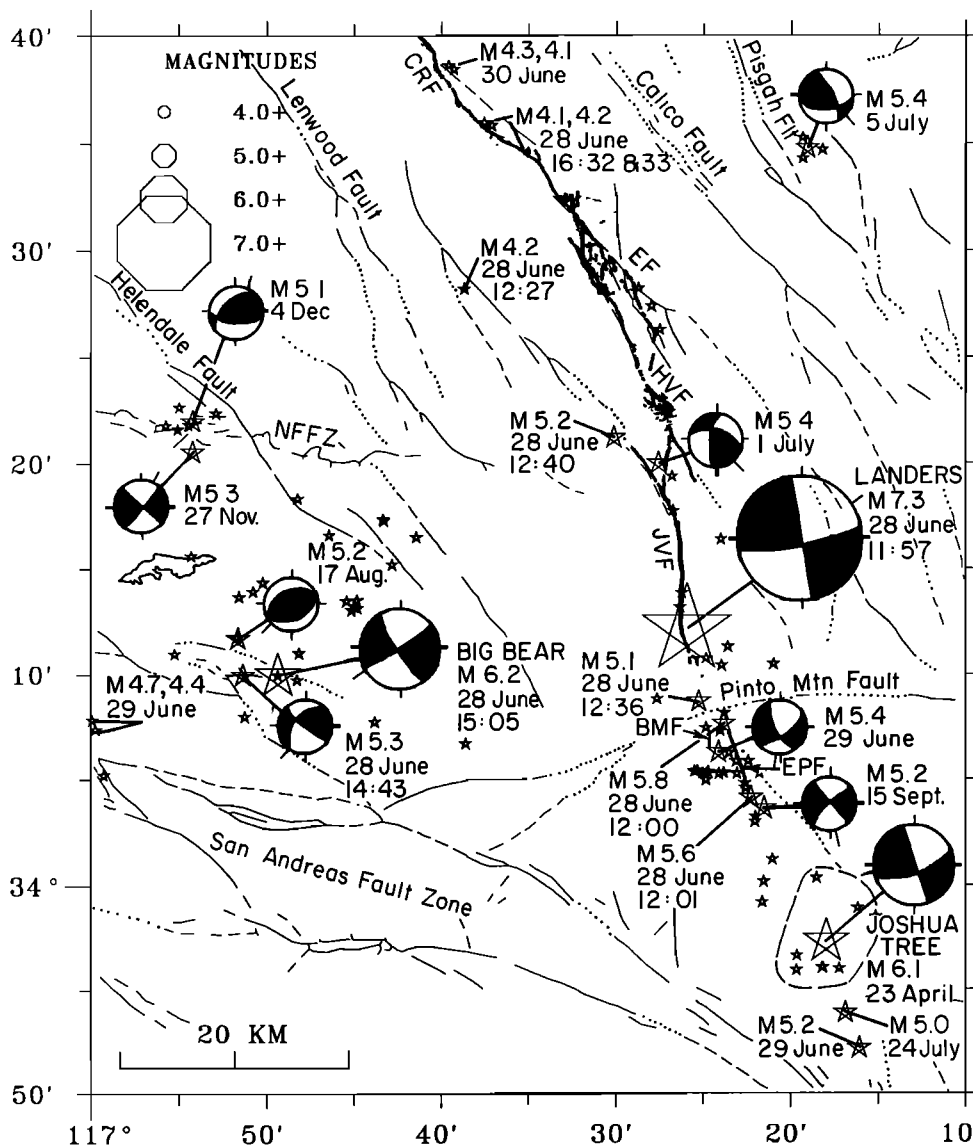 40'
MAGNITUDES
4.0+
5.0+
6.0+
7.0+
CRF
M4.3,4.1
30 June
Lenwood Fault
M4.1,4.2
28 June
16:32 & 33
Calico Fault
Pisgah Flt
M5.4
5 July
30'
M4.2
28 June
12:27
EF
Helendale Fault
M5 1
4 Dec
HVF
NFFZ
M5.2
28 June
12:40
M5 4
1 July
20'
M5 3
27 Nov.
LANDERS
M7.3
28 June
11:57
JVF
M5.2
17 Aug.
BIG BEAR
M6.2
28 June
15:05
10'
M4.7,4.4
29 June
M5.3
28 June
14:43
M5.1
28 June
12:36
Pinto Mtn Fault
BMF
M5.4
29 June
EPF
M5.8
28 June
12:00
M5.2
15 Sept.
M5.6
28 June
12:01
San Andreas Fault Zone
34°
JOSHUA
TREE
M6.1
23 April
20 KM
M5.2
29 June
M5.0
24 July
50'
117° 50' 40' 30' 20' 10